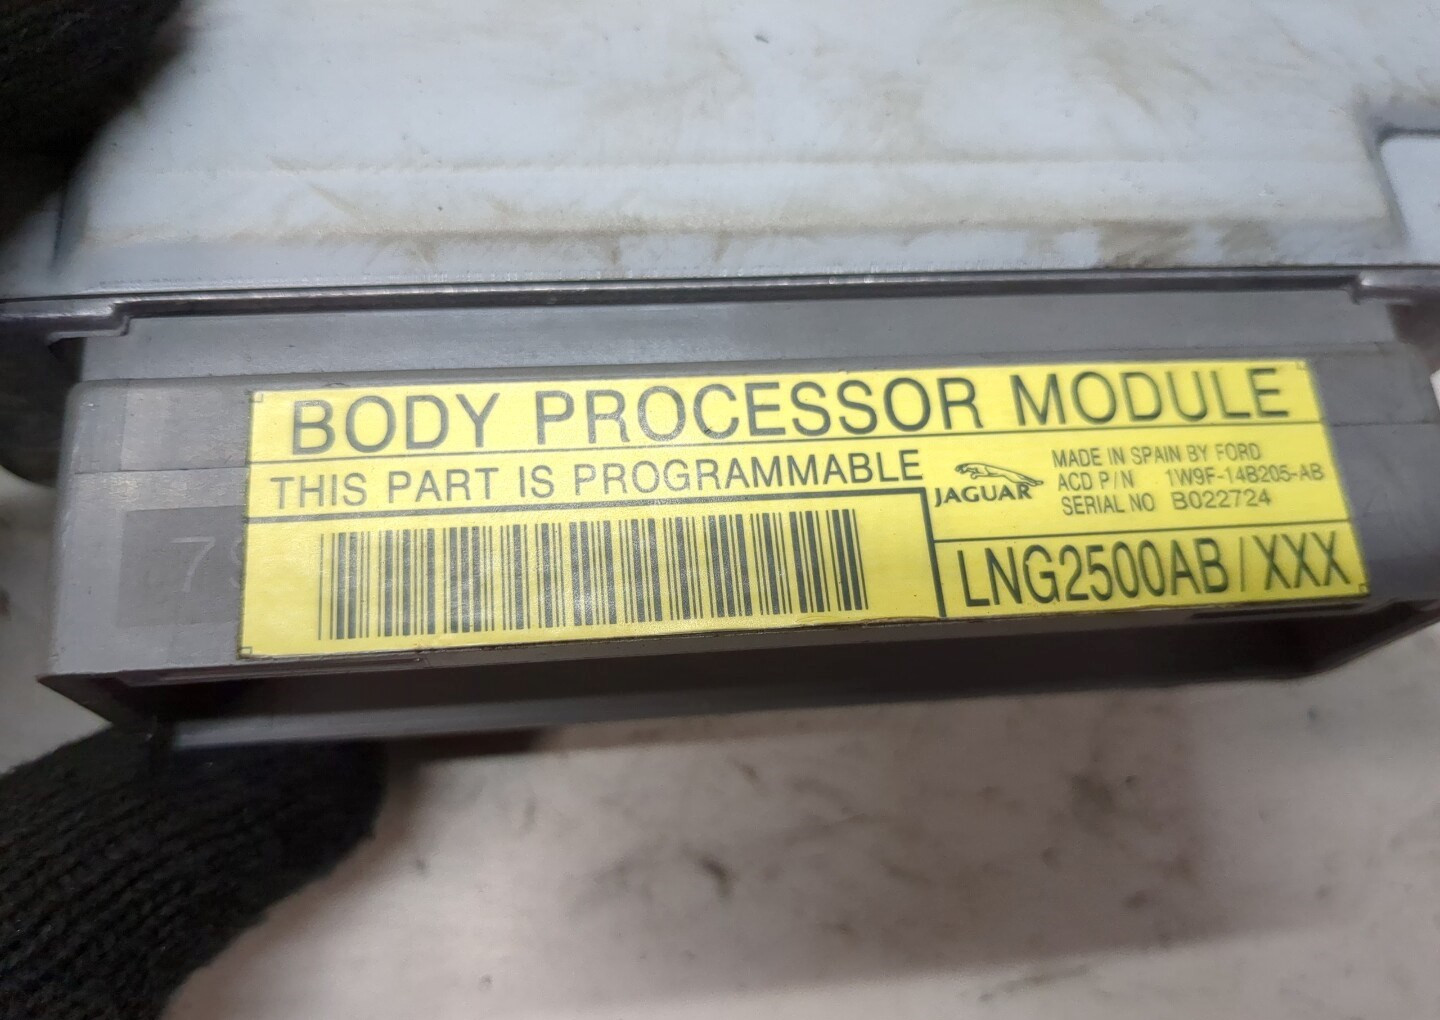 BODY PROCESSOR MODULE
THIS PART IS PROGRAMMABLE
JAGUAR
MADE IN SPAIN BY FORD
ACD P/N 1W9F-14B205-AB
SERIAL NO B022724
LNG2500AB/XXX